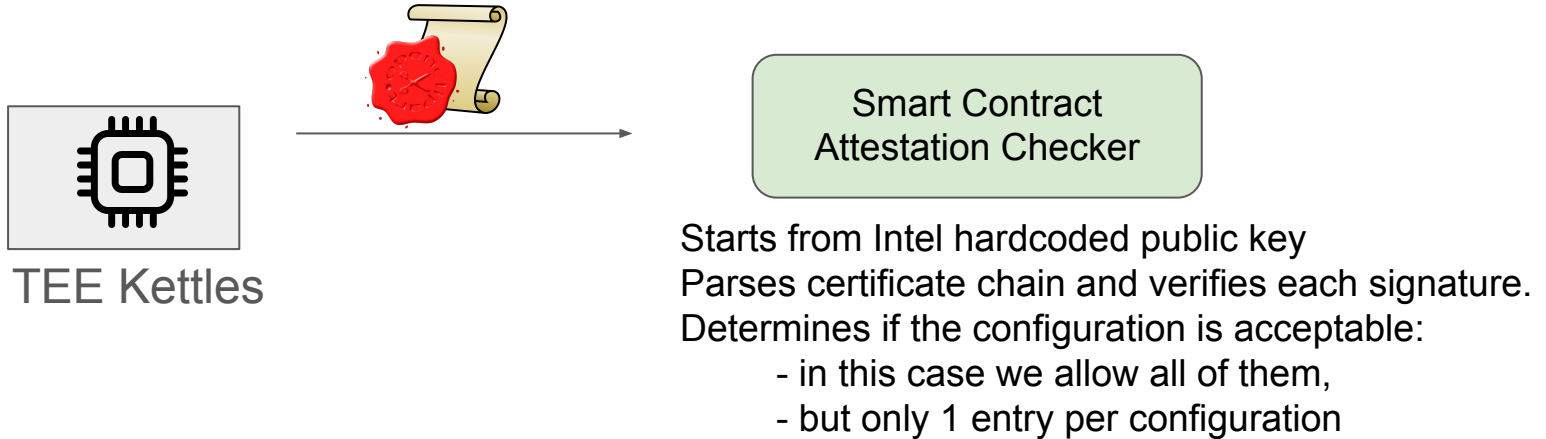 Smart Contract
Attestation Checker
TEE Kettles
Starts from Intel hardcoded public key
Parses certificate chain and verifies each signature.
Determines if the configuration is acceptable:
- in this case we allow all of them,
- but only 1 entry per configuration